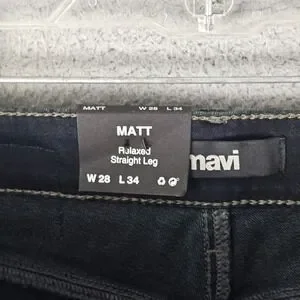 MATT W 28 L 34
MATT
Relaxed
Straight Leg
W 28 L 34
mavi